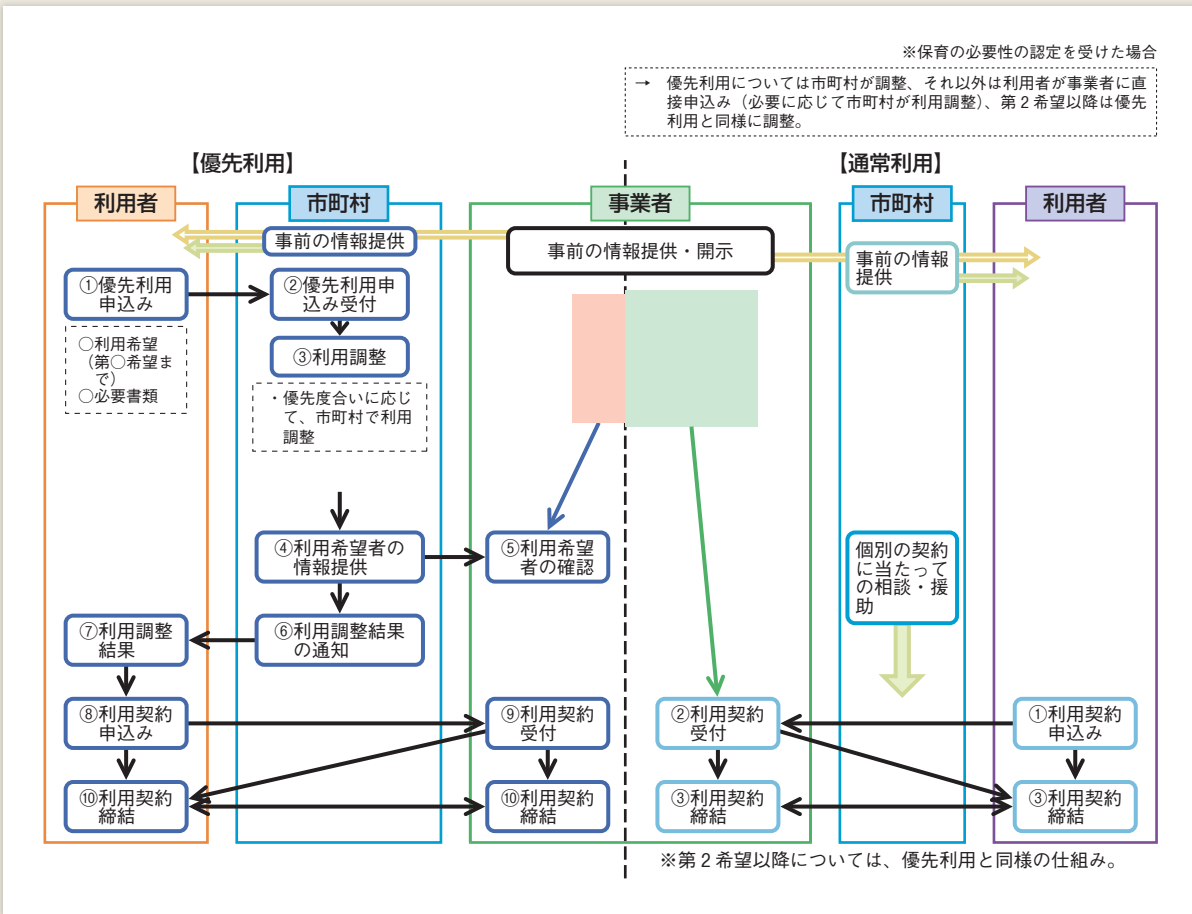 ※保育の必要性の認定を受けた場合
→ 優先利用については市町村が調整、それ以外は利用者が事業者に直
接申込み（必要に応じて市町村が利用調整）、第２希望以降は優先
利用と同様に調整。
【優先利用】
【通常利用】
利用者
市町村
事業者
市町村
利用者
事前の情報提供
事前の情報提供・開示
事前の情報
提供
①優先利用
申込み
②優先利用申
込み受付
○利用希望
（第○希望ま
で）
○必要書類
③利用調整
・優先度合いに応じ
て、市町村で利用
調整
④利用希望者の
情報提供
⑤利用希望
者の確認
個別の契約
に当たって
の相談・援
助
⑦利用調整
結果
⑥利用調整結果
の通知
⑧利用契約
申込み
⑨利用契約
受付
②利用契約
受付
①利用契約
申込み
⑩利用契約
締結
⑩利用契約
締結
③利用契約
締結
③利用契約
締結
※第２希望以降については、優先利用と同様の仕組み。